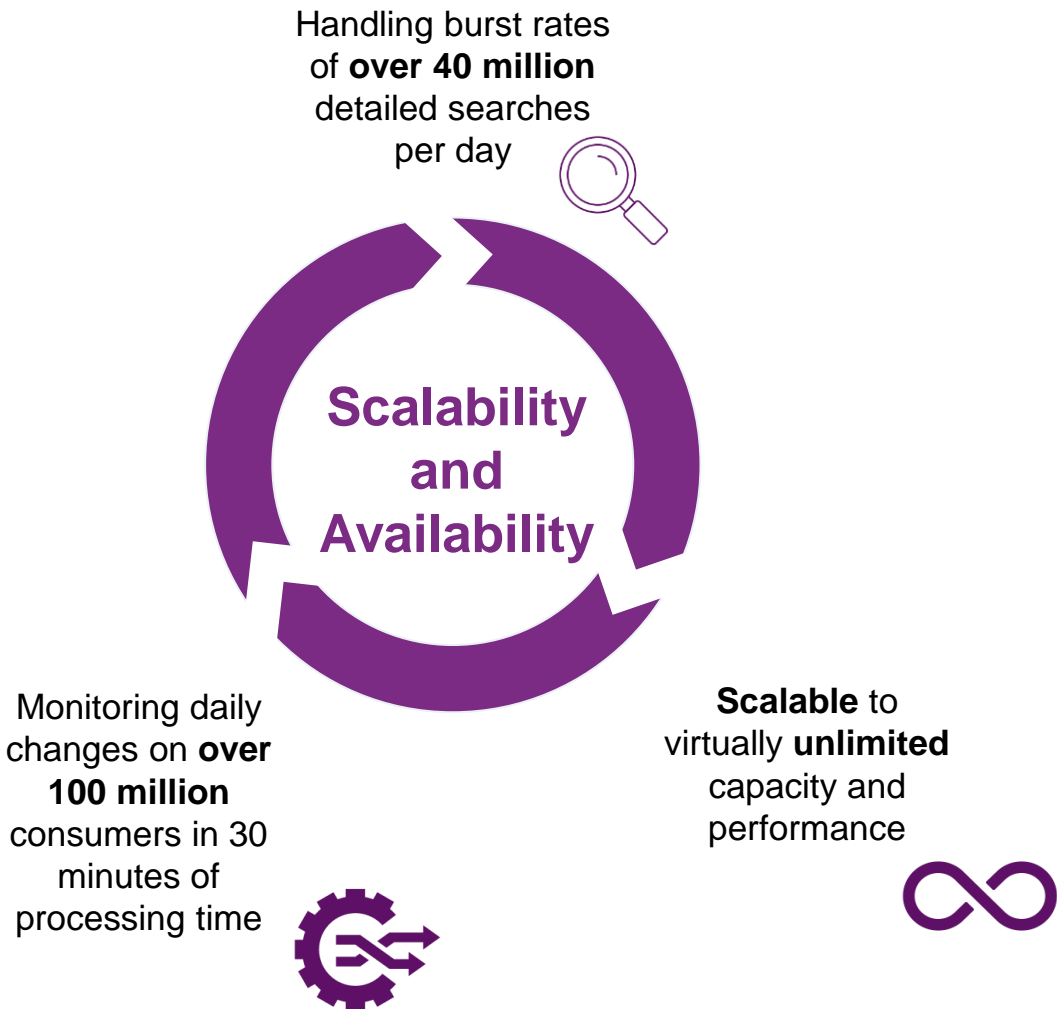 Handling burst rates
of over 40 million
detailed searches
per day
Scalability
and
Availability
Monitoring daily
changes on over
100 million
consumers in 30
minutes of
processing time
Scalable to
virtually unlimited
capacity and
performance